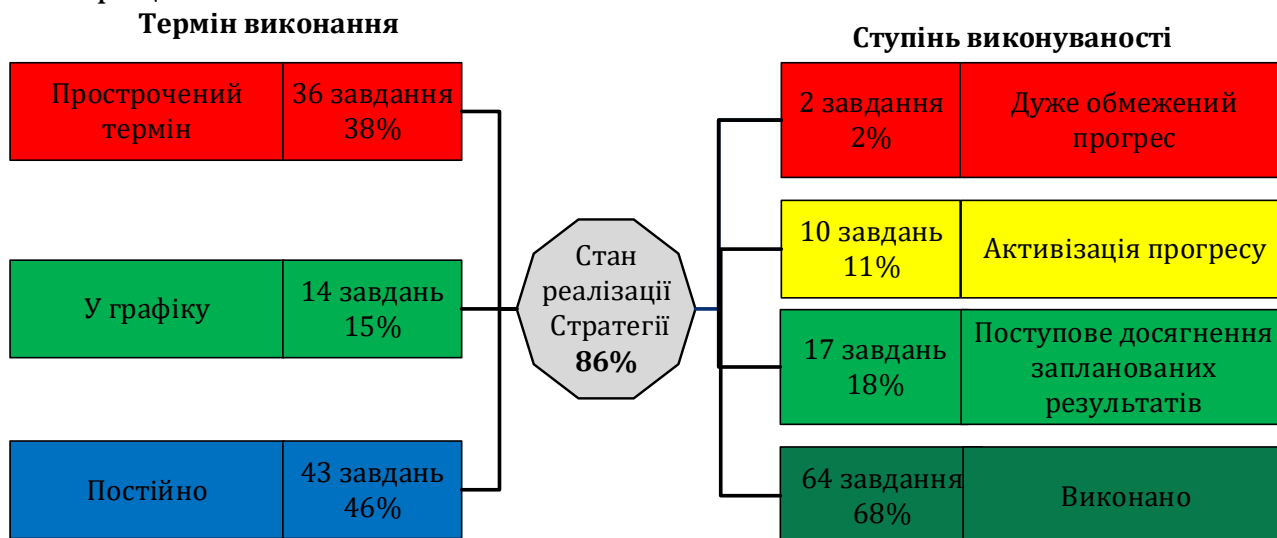 Термін виконання
Ступінь виконуваності
Прострочений
термін
36 завдання
38%
У графіку
14 завдань
15%
Постійно
43 завдань
46%
Стан
реалізації
Стратегії
86%
2 завдання
2%
Дуже обмежений
прогрес
10 завдань
11%
Активізація прогресу
17 завдань
18%
Поступове досягнення
запланованих
результатів
64 завдання
68%
Виконано